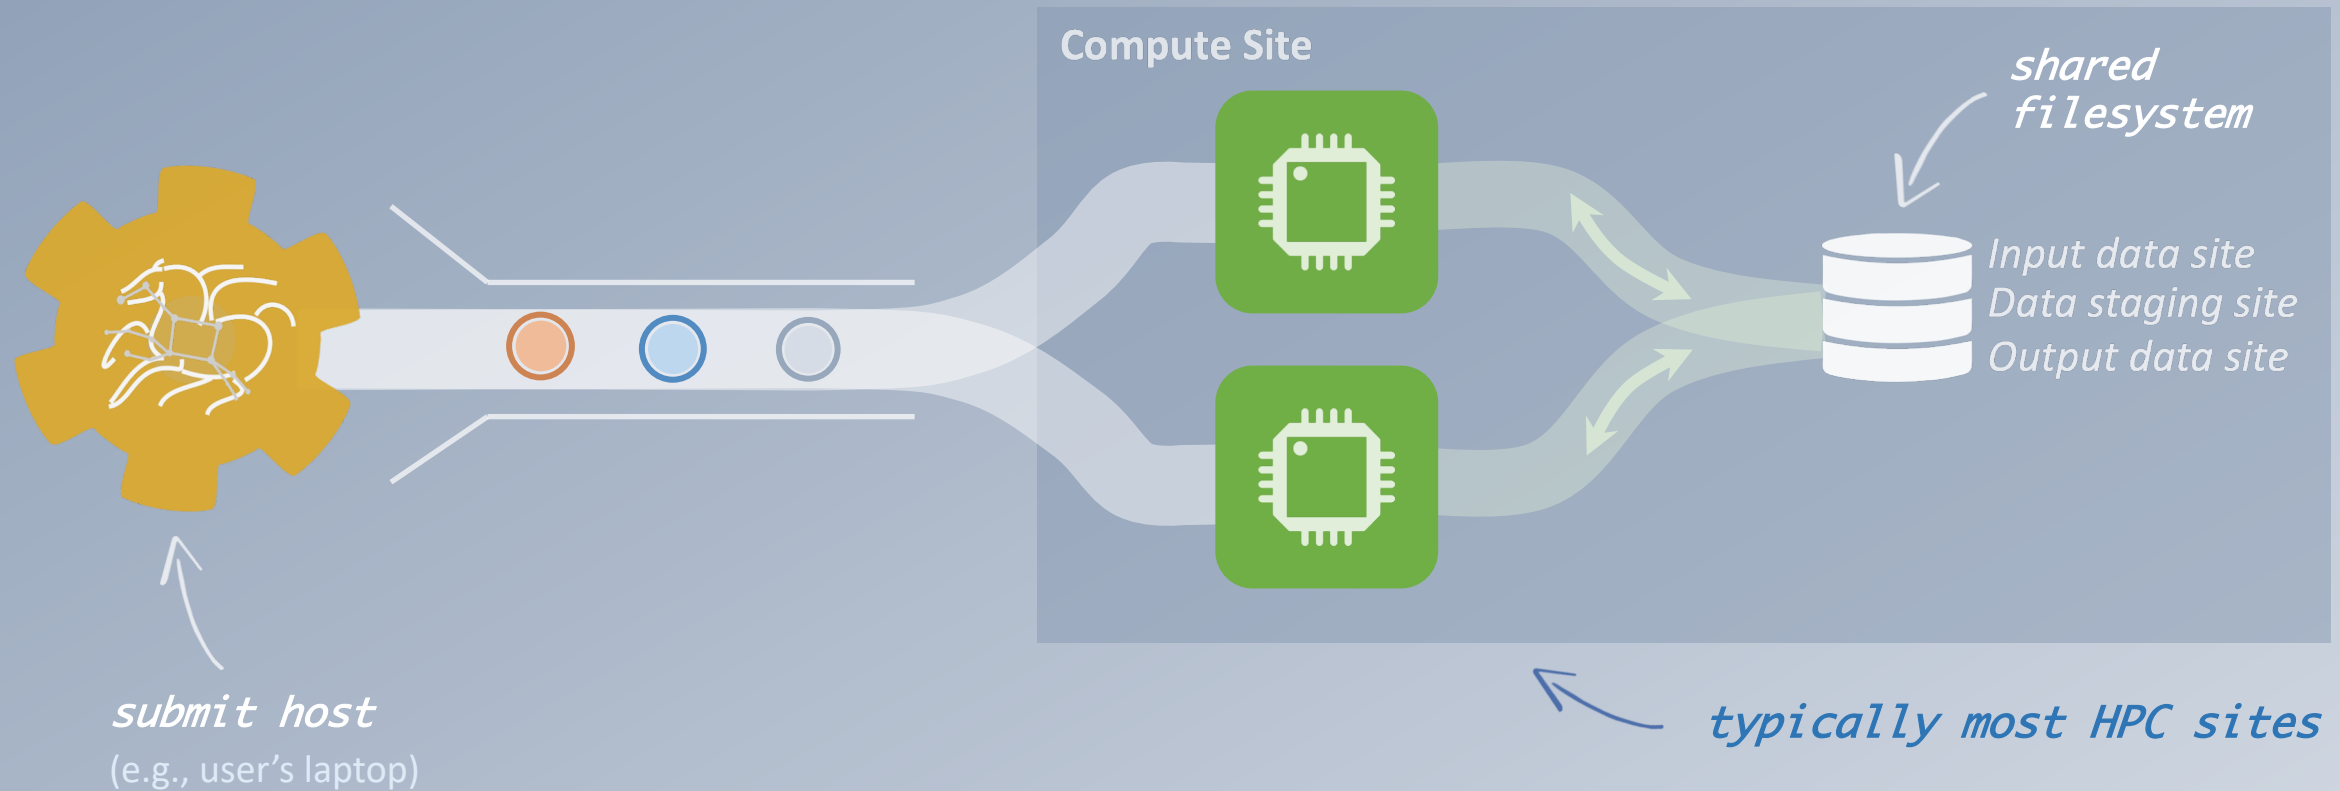 Compute Site
shared
filesystem
Input data site
Data staging site
Output data site
submit host
(e.g., user’s laptop)
typically most HPC sites